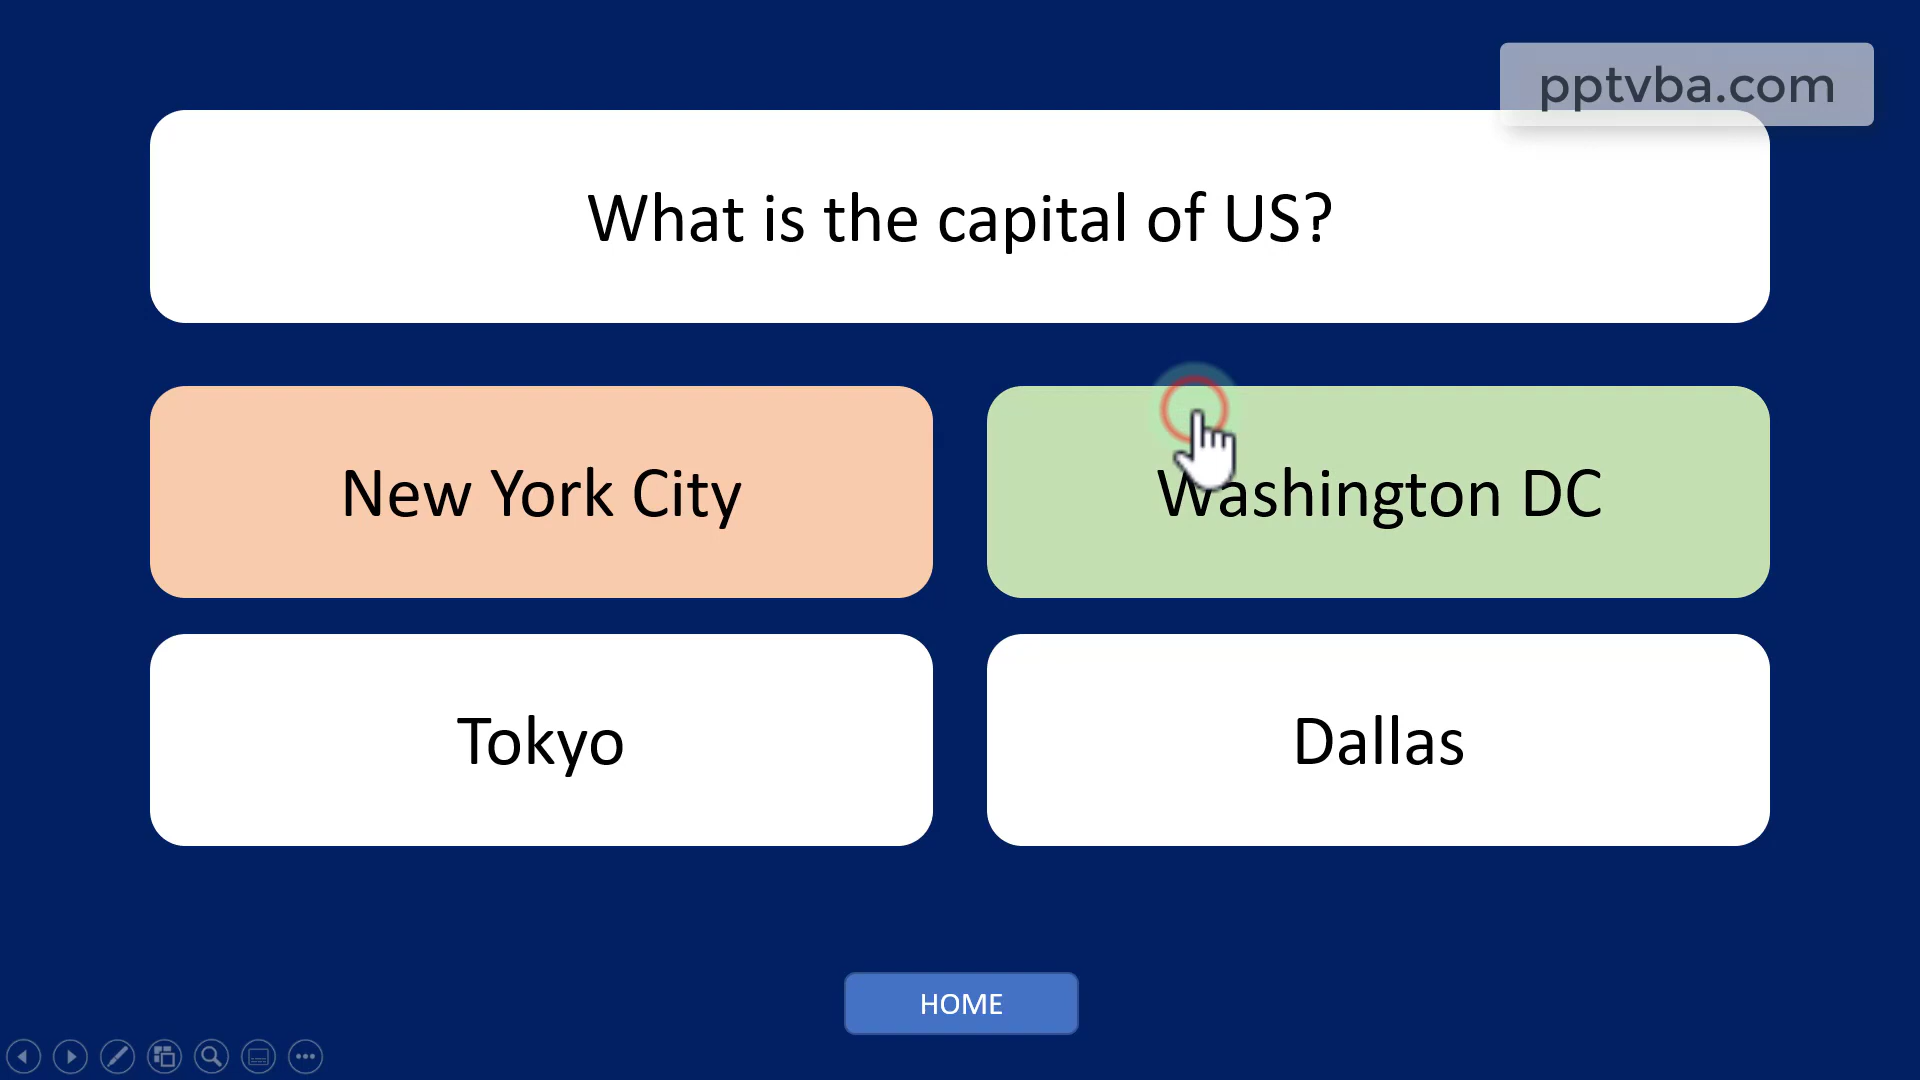 pptvba.com
What is the capital of US?
New York City
Washington DC
Tokyo
Dallas
HOME